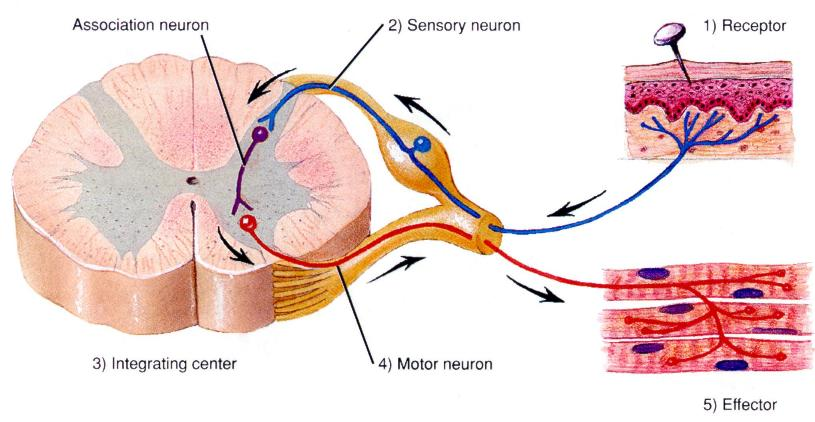 Association neuron
2) Sensory neuron
1) Receptor
3) Integrating center
4) Motor neuron
5) Effector